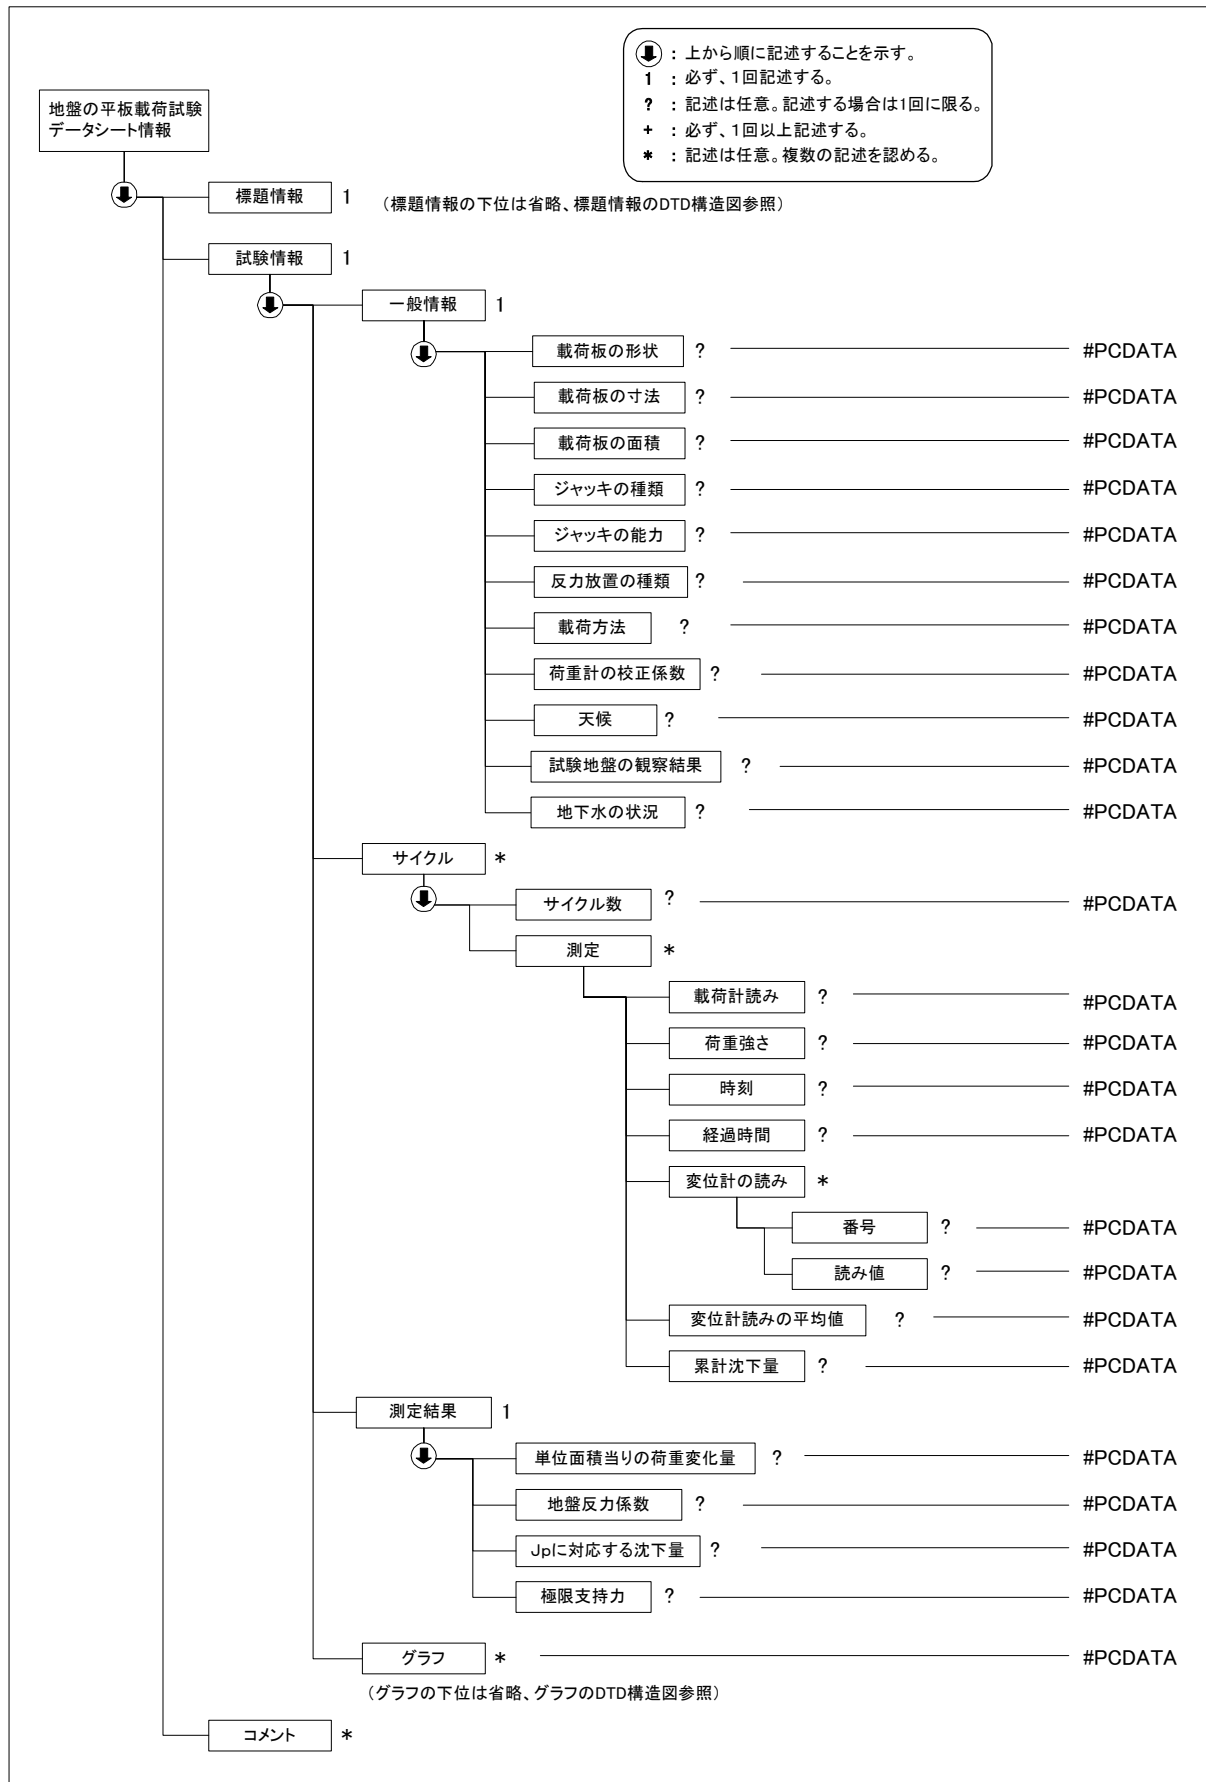 ： 上から順に記述することを示す。
1 ： 必ず、1回記述する。
? ： 記述は任意。記述する場合は1回に限る。
+ ： 必ず、1回以上記述する。
* ： 記述は任意。複数の記述を認める。
地盤の平板載荷試験
データシート情報
標題情報 1 （標題情報の下位は省略、標題情報のDTD構造図参照）
試験情報 1
一般情報 1
載荷板の形状 ? #PCDATA
載荷板の寸法 ? #PCDATA
載荷板の面積 ? #PCDATA
ジャッキの種類 ? #PCDATA
ジャッキの能力 ? #PCDATA
反力放置の種類 ? #PCDATA
載荷方法 ? #PCDATA
荷重計の校正係数 ? #PCDATA
天候 ? #PCDATA
試験地盤の観察結果 ? #PCDATA
地下水の状況 ? #PCDATA
サイクル *
サイクル数 ? #PCDATA
測定 *
載荷計読み ? #PCDATA
荷重強さ ? #PCDATA
時刻 ? #PCDATA
経過時間 ? #PCDATA
変位計の読み *
番号 ? #PCDATA
読み値 ? #PCDATA
変位計読みの平均値 ? #PCDATA
累計沈下量 ? #PCDATA
測定結果 1
単位面積当りの荷重変化量 ? #PCDATA
地盤反力係数 ? #PCDATA
Jpに対応する沈下量 ? #PCDATA
極限支持力 ? #PCDATA
グラフ * #PCDATA
（グラフの下位は省略、グラフのDTD構造図参照）
コメント *